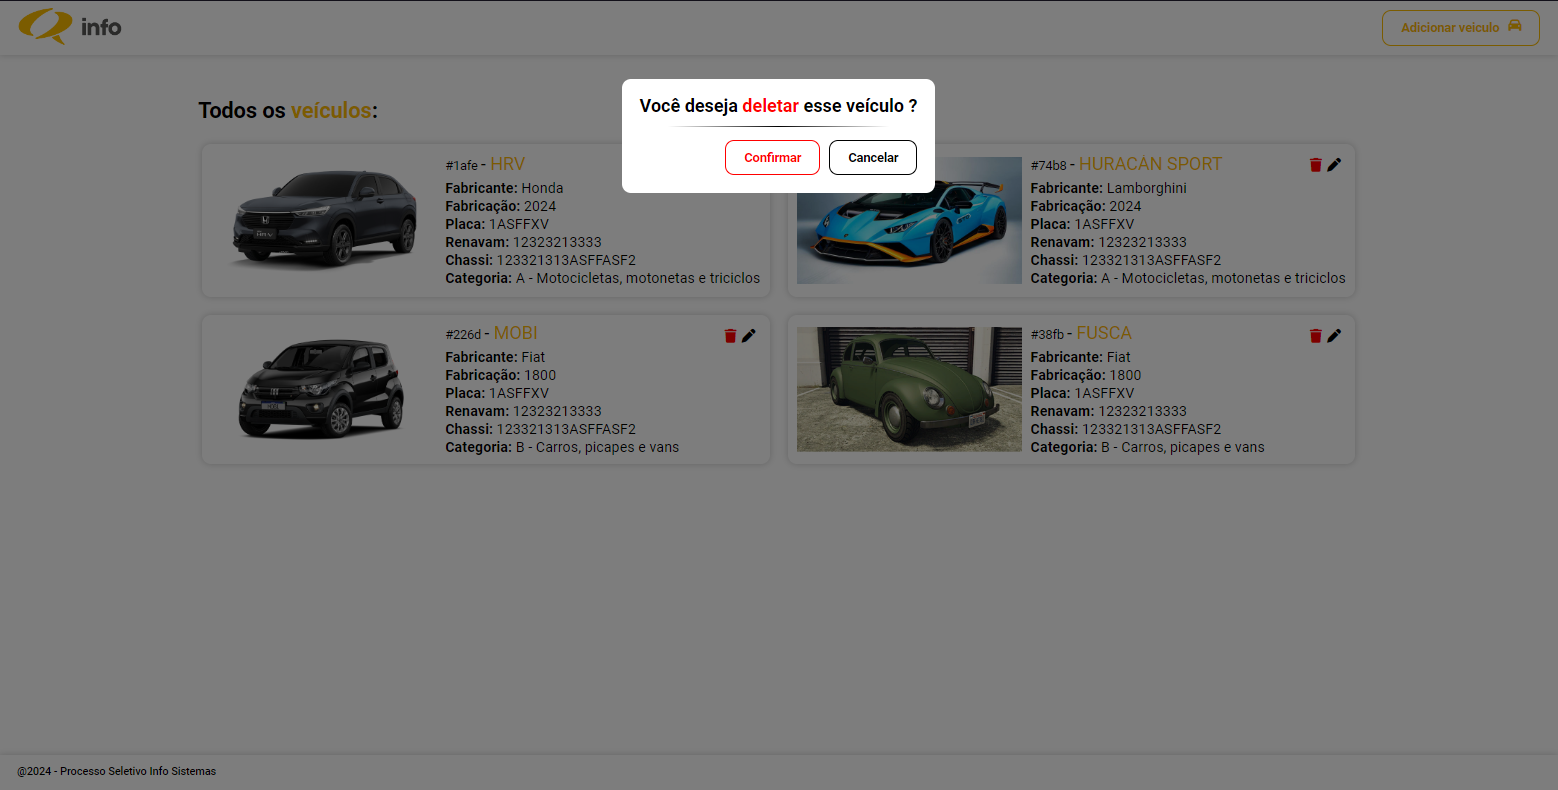 info
Adicionar veiculo
Você deseja deletar esse veículo ?
Confirmar
Cancelar
Todos os veículos:
#1afe - HRV
Fabricante: Honda
Fabricação: 2024
Placa: 1ASFFXV
Renavam: 12323213333
Chassi: 123321313ASFFASF2
Categoria: A - Motocicletas, motonetas e triciclos
#74b8 - HURACÁN SPORT
Fabricante: Lamborghini
Fabricação: 2024
Placa: 1ASFFXV
Renavam: 12323213333
Chassi: 123321313ASFFASF2
Categoria: A - Motocicletas, motonetas e triciclos
#226d - MOBI
Fabricante: Fiat
Fabricação: 1800
Placa: 1ASFFXV
Renavam: 12323213333
Chassi: 123321313ASFFASF2
Categoria: B - Carros, picapes e vans
#38fb - FUSCA
Fabricante: Fiat
Fabricação: 1800
Placa: 1ASFFXV
Renavam: 12323213333
Chassi: 123321313ASFFASF2
Categoria: B - Carros, picapes e vans
@2024 - Processo Seletivo Info Sistemas